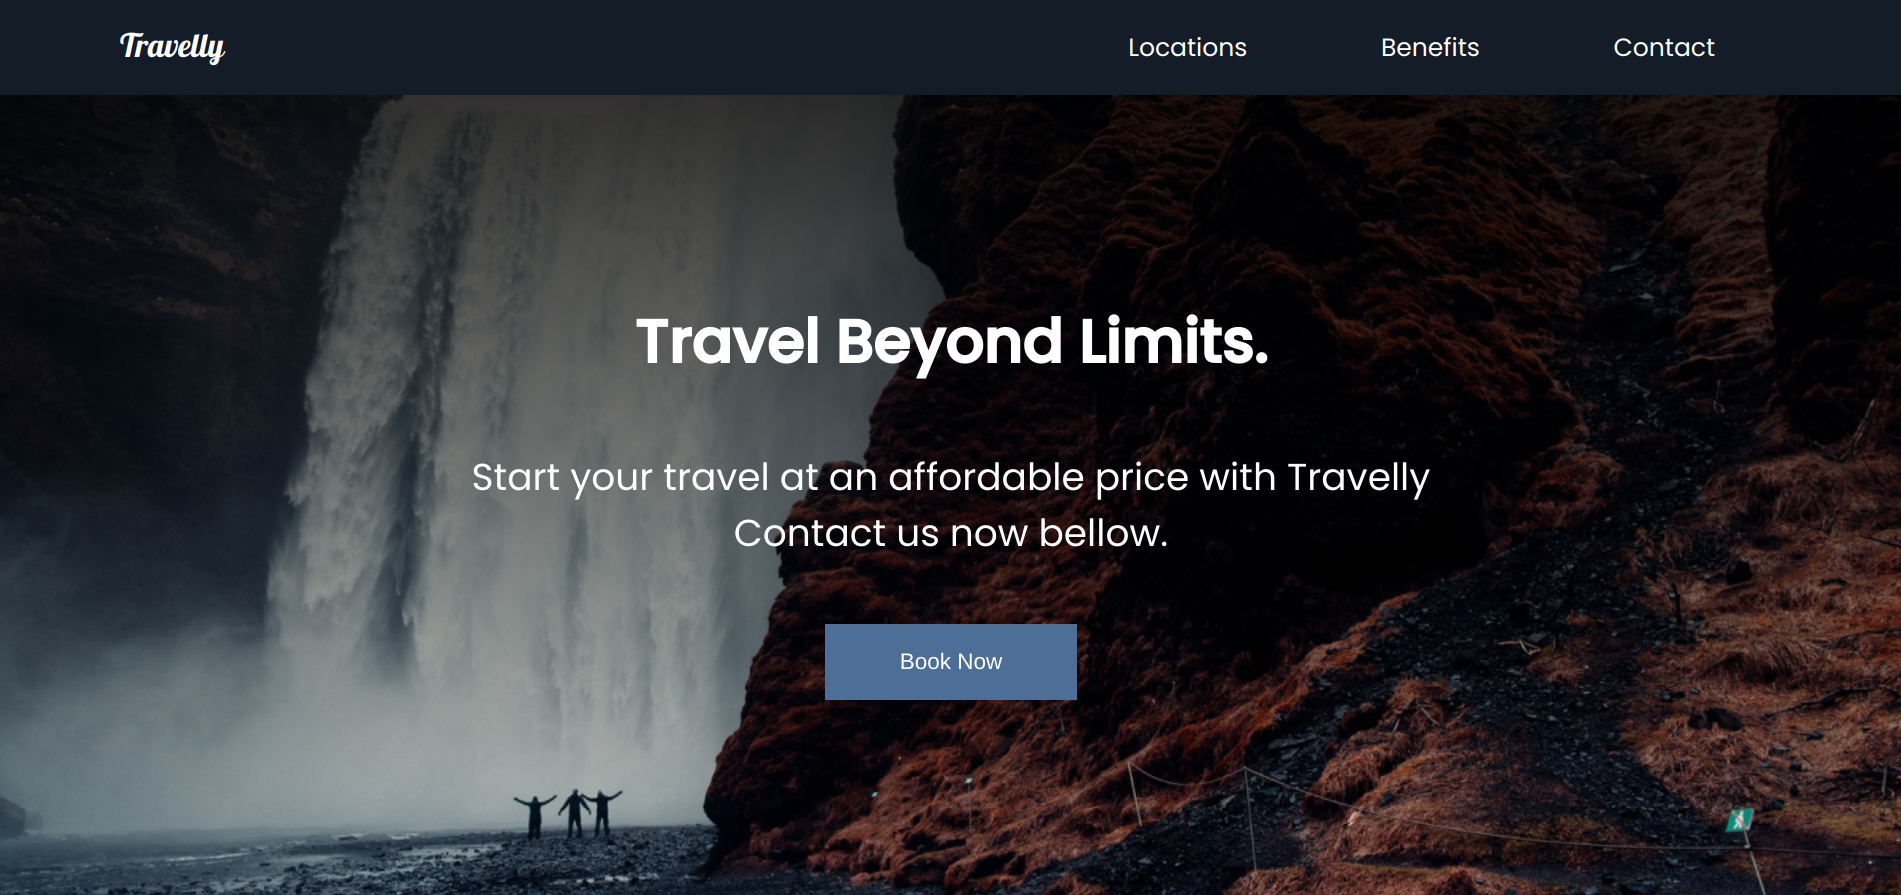 Travelly
Locations Benefits Contact
Travel Beyond Limits.
Start your travel at an affordable price with Travelly
Contact us now bellow.
Book Now